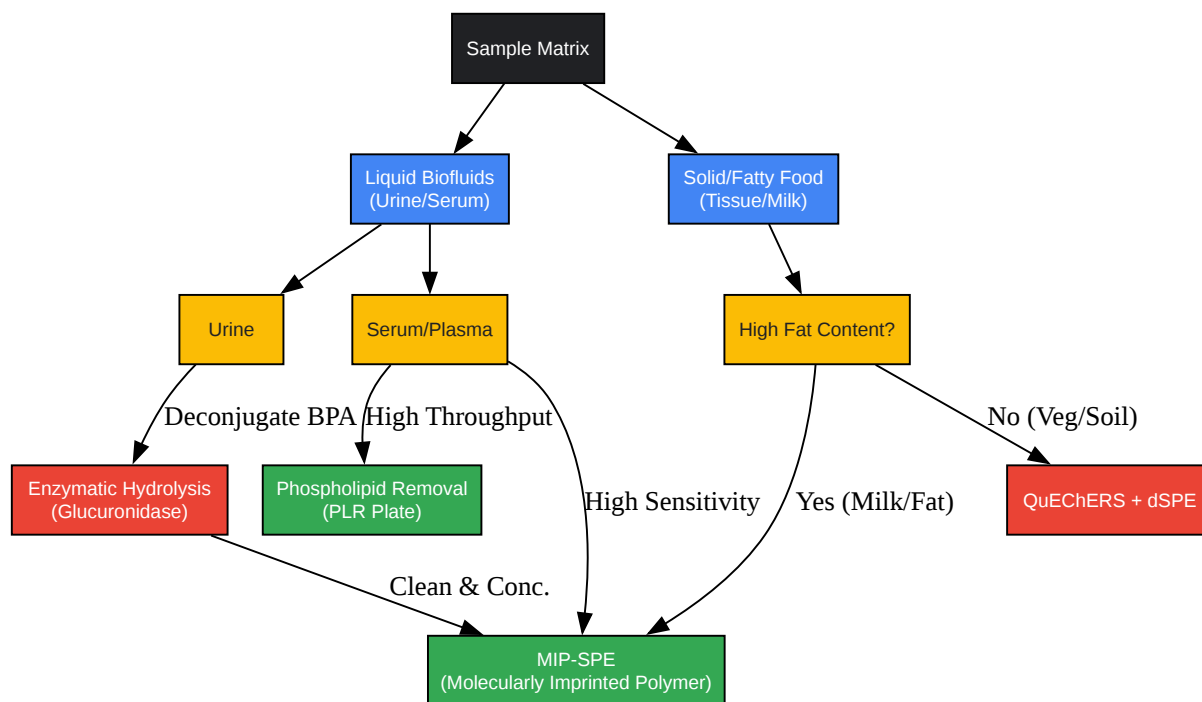 Sample Matrix
Liquid Biofluids
(Urine/Serum)
Solid/Fatty Food
(Tissue/Milk)
Urine
Serum/Plasma
High Fat Content?
Deconjugate BPA
High Throughput
No (Veg/Soil)
Enzymatic Hydrolysis
(Glucuronidase)
Phospholipid Removal
(PLR Plate)
High Sensitivity
Yes (Milk/Fat)
QuEChERS + dSPE
Clean & Conc.
MIP-SPE
(Molecularly Imprinted Polymer)